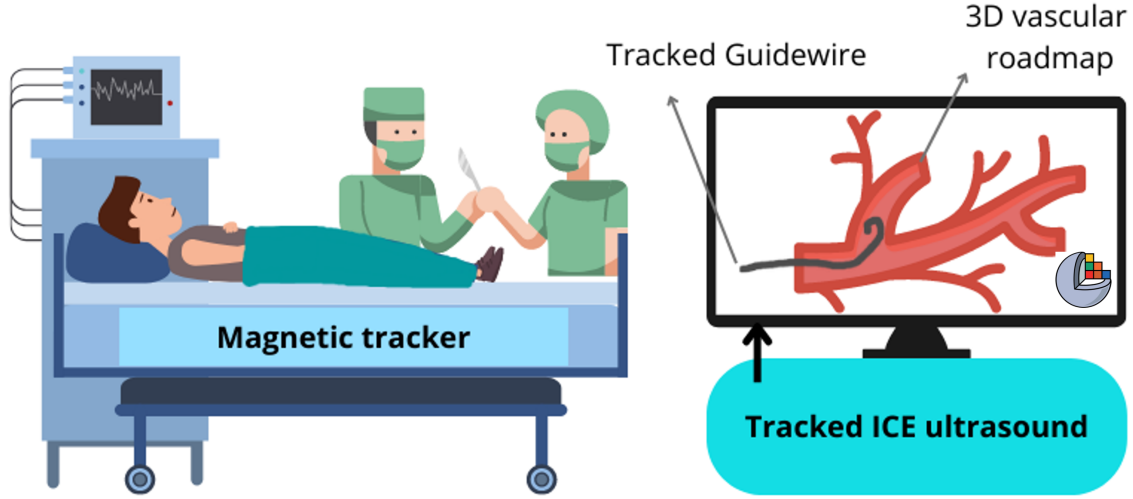 Tracked Guidewire
3D vascular
roadmap
Magnetic tracker
Tracked ICE ultrasound